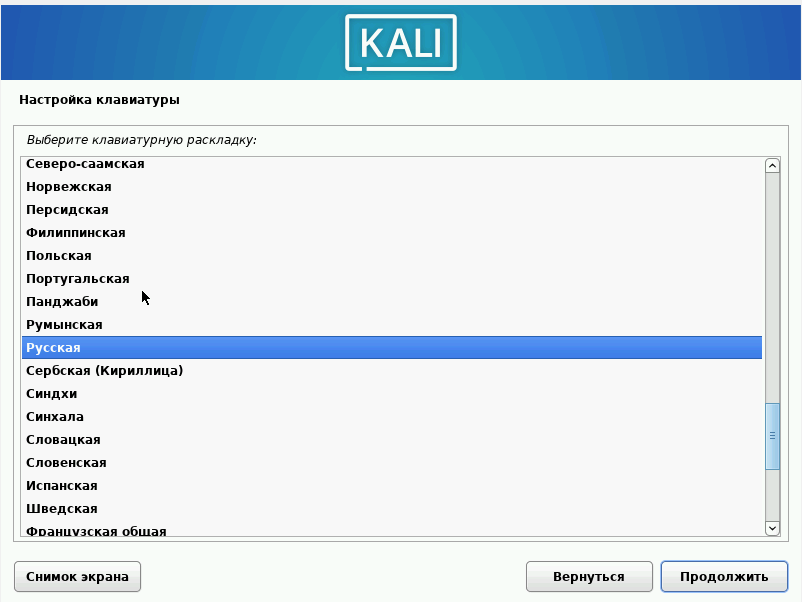 KALI
Настройка клавиатуры
Выберите клавиатурную раскладку:
Северо-саамская
Норвежская
Персидская
Филиппинская
Польская
Португальская
Панджаби
Румынская
Русская
Сербская (Кириллица)
Синдхи
Синхала
Словацкая
Словенская
Испанская
Шведская
Французская общая
Снимок экрана
Вернуться
Продолжить